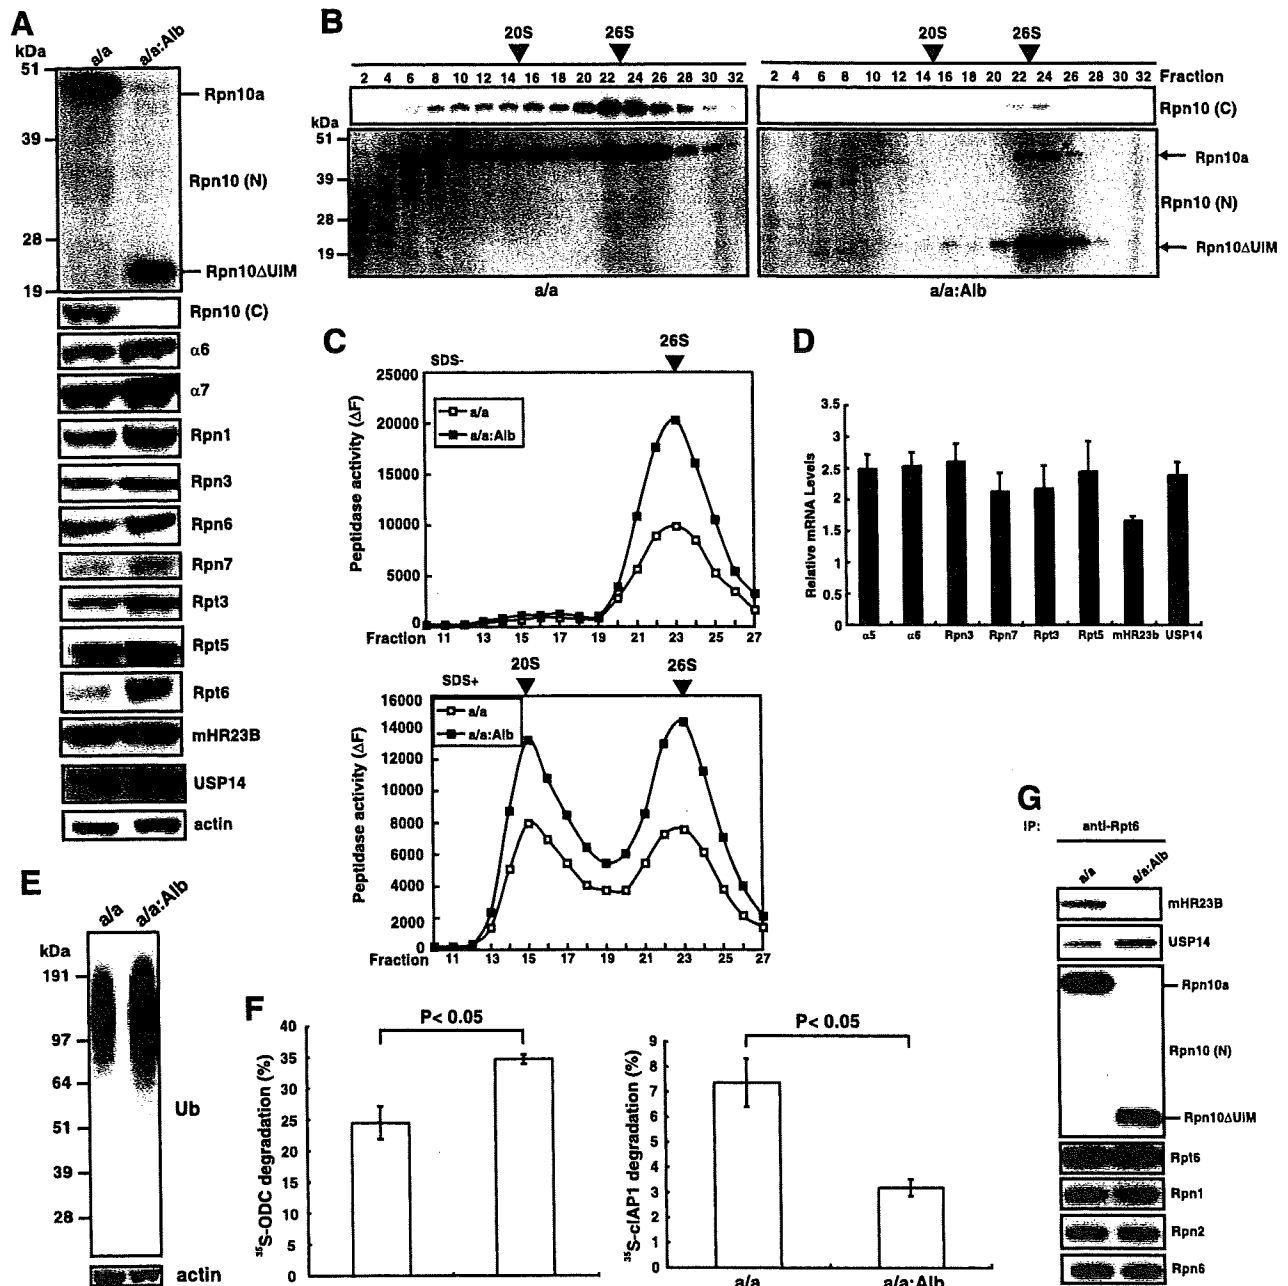 A
kDa
a/a
a/a:Alb
51
39
28
19
Rpn10a
Rpn10 (N)
Rpn10ΔUIM
Rpn10 (C)
α6
α7
Rpn1
Rpn3
Rpn6
Rpn7
Rpt3
Rpt5
Rpt6
mHR23B
USP14
actin
B
20S 26S 20S 26S
2 4 6 8 10 12 14 16 18 20 22 24 26 28 30 32
2 4 6 8 10 12 14 16 18 20 22 24 26 28 30 32 Fraction
Rpn10 (C)
kDa
51
39
28
19
Rpn10a
Rpn10 (N)
Rpn10ΔUIM
a/a a/a:Alb
C
SDS-
26S
a/a
a/a:Alb
Peptidase activity (ΔF)
25000
20000
15000
10000
5000
0
Fraction 11 13 15 17 19 21 23 25 27
SDS+
20S 26S
a/a
a/a:Alb
Peptidase activity (ΔF)
16000
14000
12000
10000
8000
6000
4000
2000
0
Fraction 11 13 15 17 19 21 23 25 27
D
Relative mRNA Levels
3.5
3
2.5
2
1.5
1
0.5
0
α5 α6 Rpn3 Rpn7 Rpt3 Rpt5 mHR23b USP14
E
a/a
a/a:Alb
kDa
191
97
64
51
39
28
Ub
actin
F
P< 0.05
35S-ODC degradation (%)
40
35
30
25
20
15
10
5
0
P< 0.05
35S-cIAP1 degradation (%)
9
8
7
6
5
4
3
2
1
0
a/a a/a:Alb
G
IP: anti-Rpt6
a/a
a/a:Alb
mHR23B
USP14
Rpn10a
Rpn10 (N)
Rpn10ΔUIM
Rpt6
Rpn1
Rpn2
Rpn6